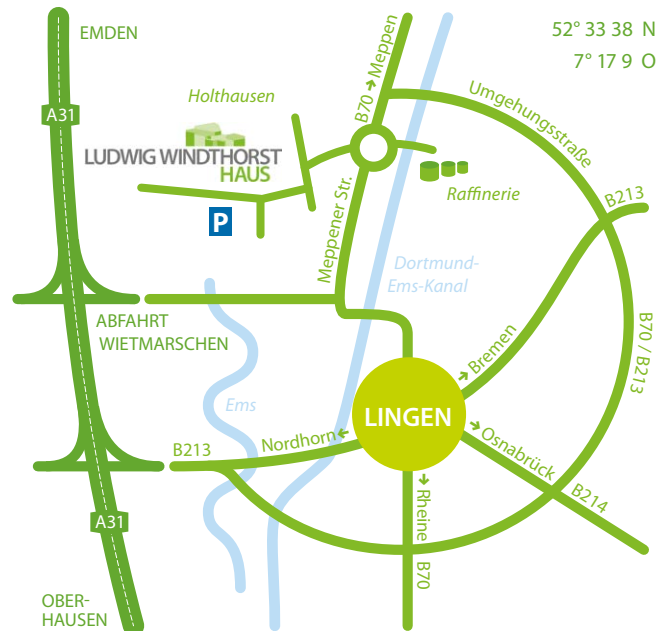 EMDEN
52° 33 38 N
7° 17 9 O
A31
Holthausen
B70 → Meppen
Umgehungsstraße
LUDWIG WINDTHORST
HAUS
Raffinerie
B213
P
Meppener Str.
Dortmund-
Ems-Kanal
ABFAHRT
WIETMARSCHEN
B70 / B213
→ Bremen
Ems
LINGEN
B213
Nordhorn ←
→ Osnabrück
B214
→ Rheine
B70
A31
OBER-
HAUSEN